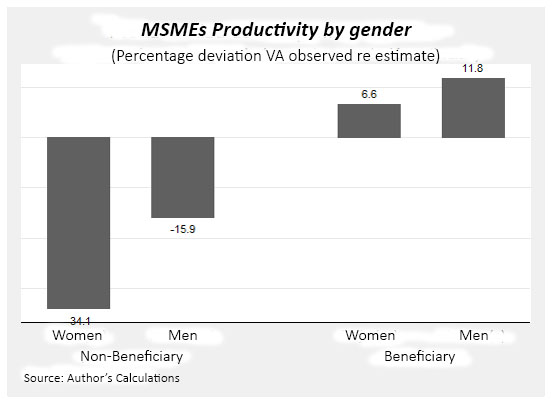 MSMEs Productivity by gender
(Percentage deviation VA observed re estimate)
11.8
6.6
-15.9
34.1
Women Men Women Men
Non-Beneficiary Beneficiary
Source: Author's Calculations